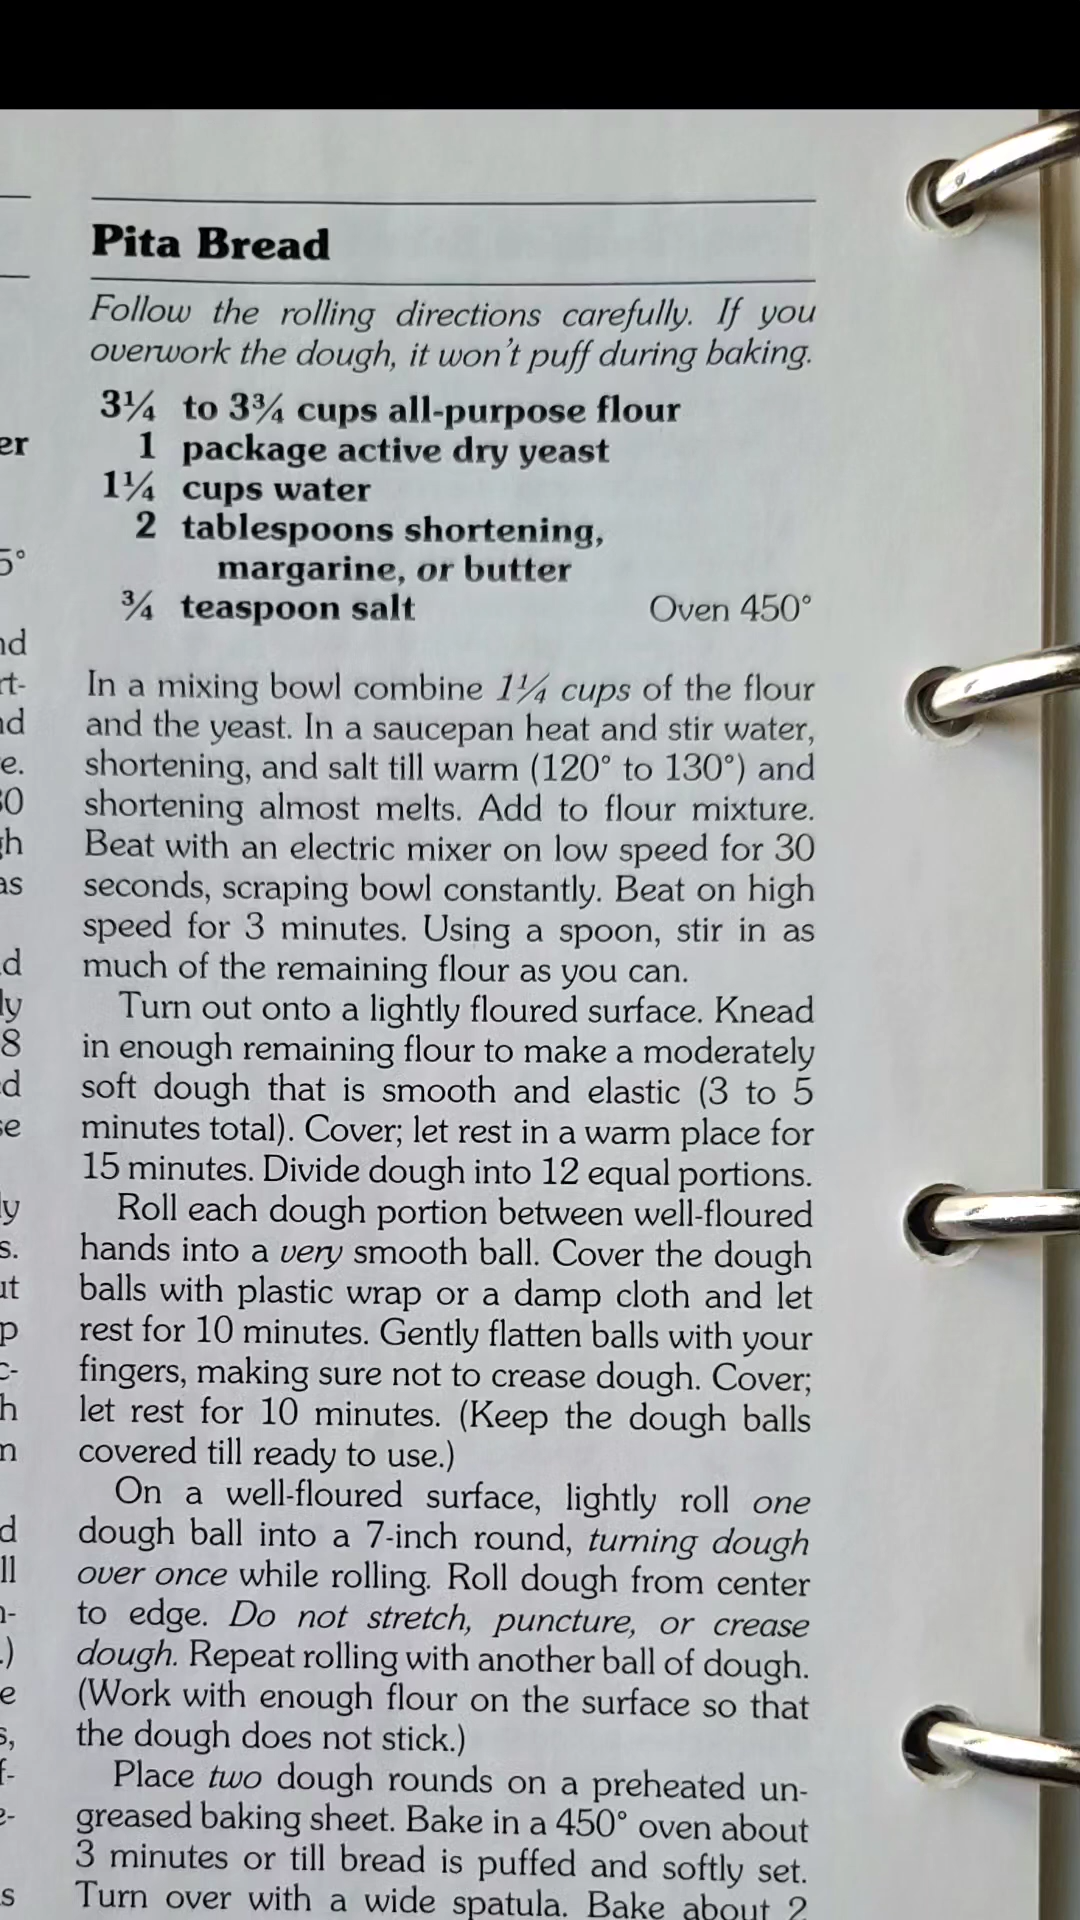 Pita Bread
Follow the rolling directions carefully. If you
overwork the dough, it won't puff during baking.
3¼ to 3¾ cups all-purpose flour
1 package active dry yeast
1¼ cups water
2 tablespoons shortening,
margarine, or butter
¾ teaspoon salt Oven 450°
In a mixing bowl combine 1¼ cups of the flour
and the yeast. In a saucepan heat and stir water,
shortening, and salt till warm (120° to 130°) and
shortening almost melts. Add to flour mixture.
Beat with an electric mixer on low speed for 30
seconds, scraping bowl constantly. Beat on high
speed for 3 minutes. Using a spoon, stir in as
much of the remaining flour as you can.
Turn out onto a lightly floured surface. Knead
in enough remaining flour to make a moderately
soft dough that is smooth and elastic (3 to 5
minutes total). Cover; let rest in a warm place for
15 minutes. Divide dough into 12 equal portions.
Roll each dough portion between well-floured
hands into a very smooth ball. Cover the dough
balls with plastic wrap or a damp cloth and let
rest for 10 minutes. Gently flatten balls with your
fingers, making sure not to crease dough. Cover;
let rest for 10 minutes. (Keep the dough balls
covered till ready to use.)
On a well-floured surface, lightly roll one
dough ball into a 7-inch round, turning dough
over once while rolling. Roll dough from center
to edge. Do not stretch, puncture, or crease
dough. Repeat rolling with another ball of dough.
(Work with enough flour on the surface so that
the dough does not stick.)
Place two dough rounds on a preheated un-
greased baking sheet. Bake in a 450° oven about
3 minutes or till bread is puffed and softly set.
Turn over with a wide spatula. Bake about 2